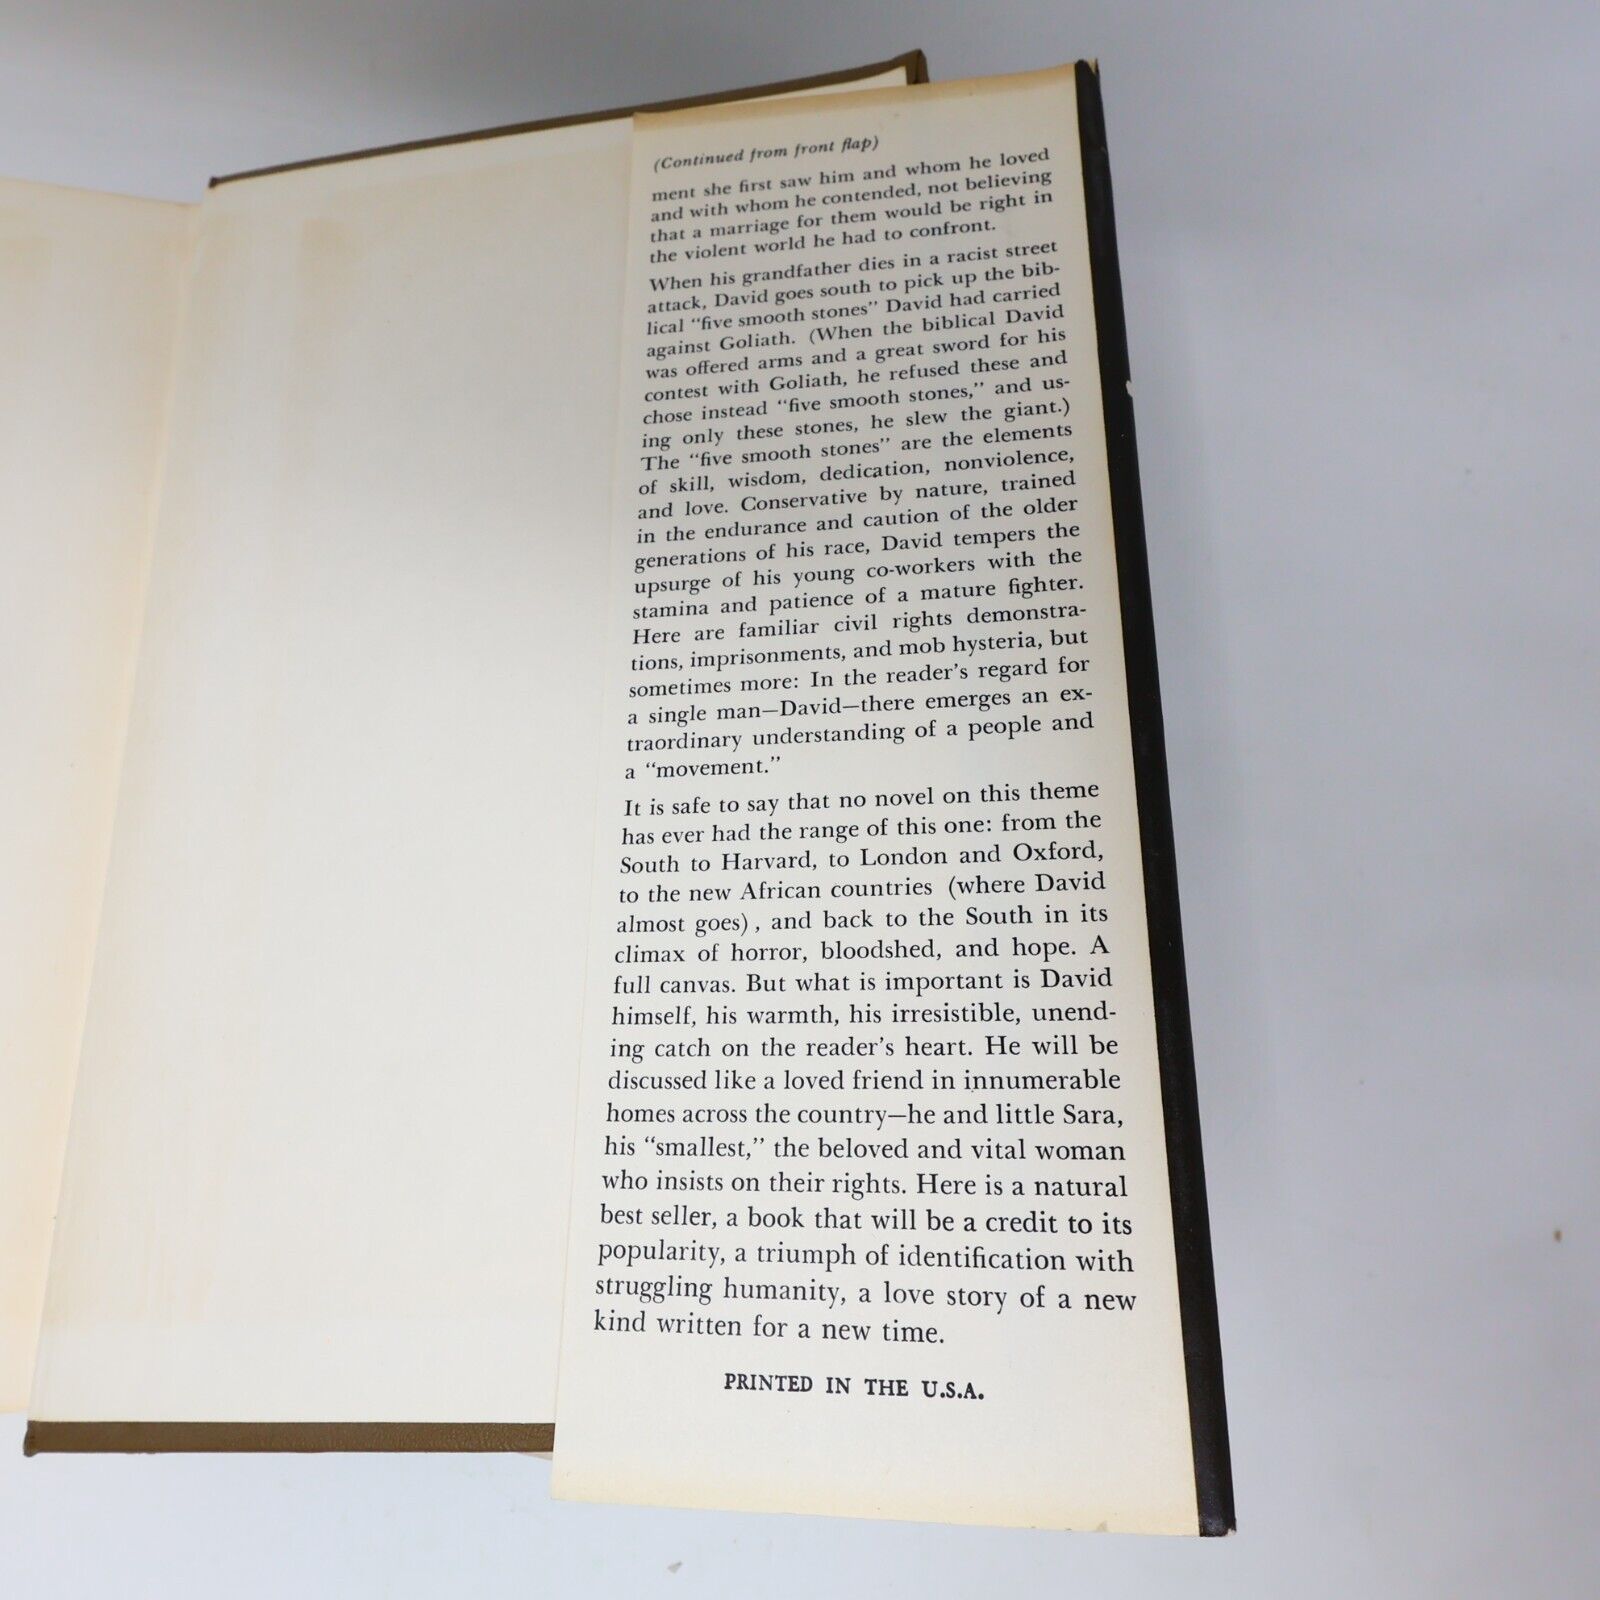 (Continued from front flap)
ment she first saw him and whom he loved
and with whom he contended, not believing
that a marriage for them would be right in
the violent world he had to confront.
When his grandfather dies in a racist street
attack, David goes south to pick up the bib-
lical “five smooth stones” David had carried
against Goliath. (When the biblical David
was offered arms and a great sword for his
contest with Goliath, he refused these and
chose instead “five smooth stones,” and us-
ing only these stones, he slew the giant.)
The “five smooth stones” are the elements
of skill, wisdom, dedication, nonviolence,
and love. Conservative by nature, trained
in the endurance and caution of the older
generations of his race, David tempers the
upsurge of his young co-workers with the
stamina and patience of a mature fighter.
Here are familiar civil rights demonstra-
tions, imprisonments, and mob hysteria, but
sometimes more: In the reader’s regard for
a single man—David—there emerges an ex-
traordinary understanding of a people and
a “movement.”
It is safe to say that no novel on this theme
has ever had the range of this one: from the
South to Harvard, to London and Oxford,
to the new African countries (where David
almost goes), and back to the South in its
climax of horror, bloodshed, and hope. A
full canvas. But what is important is David
himself, his warmth, his irresistible, unend-
ing catch on the reader’s heart. He will be
discussed like a loved friend in innumerable
homes across the country—he and little Sara,
his “smallest,” the beloved and vital woman
who insists on their rights. Here is a natural
best seller, a book that will be a credit to its
popularity, a triumph of identification with
struggling humanity, a love story of a new
kind written for a new time.
PRINTED IN THE U.S.A.